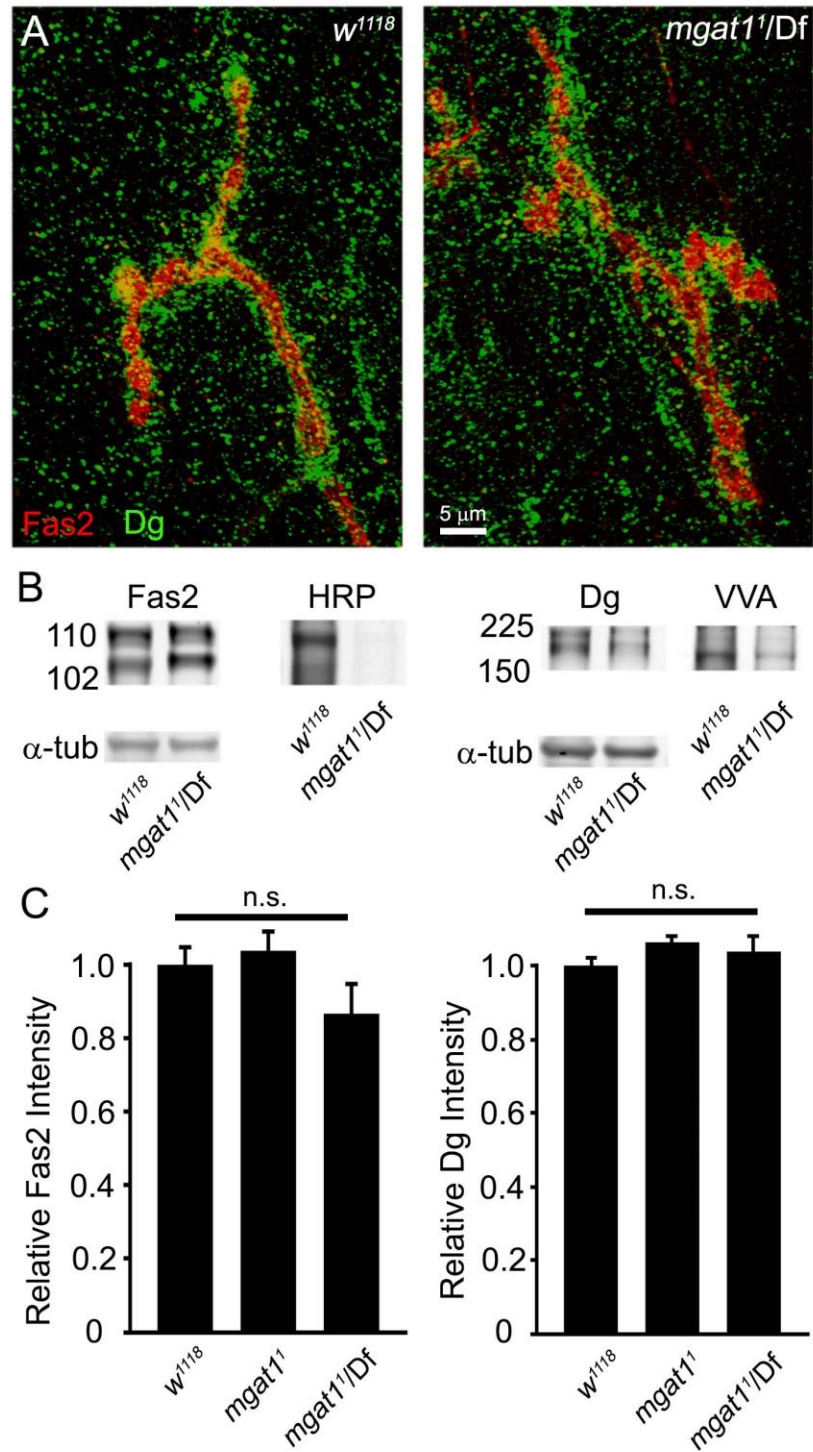 A w¹¹¹⁸ mgat1¹/Df
Fas2 Dg 5 μm
B Fas2 HRP Dg VVA
110 225
102 150
α-tub α-tub
w¹¹¹⁸ mgat1¹/Df w¹¹¹⁸ mgat1¹/Df w¹¹¹⁸ mgat1¹/Df w¹¹¹⁸ mgat1¹/Df
C n.s. n.s.
Relative Fas2 Intensity
1.0
0.8
0.6
0.4
0.2
0
w¹¹¹⁸ mgat1¹ mgat1¹/Df
Relative Dg Intensity
1.0
0.8
0.6
0.4
0.2
0
w¹¹¹⁸ mgat1¹ mgat1¹/Df